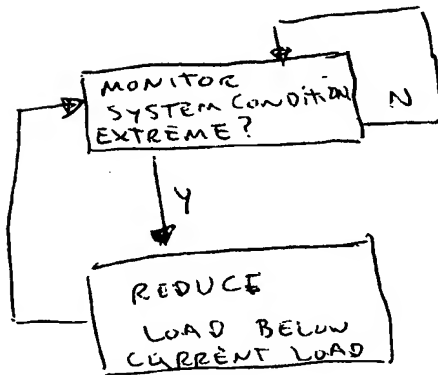 MONITOR
SYSTEM CONDITION
EXTREME?
N
Y
REDUCE
LOAD BELOW
CURRENT LOAD